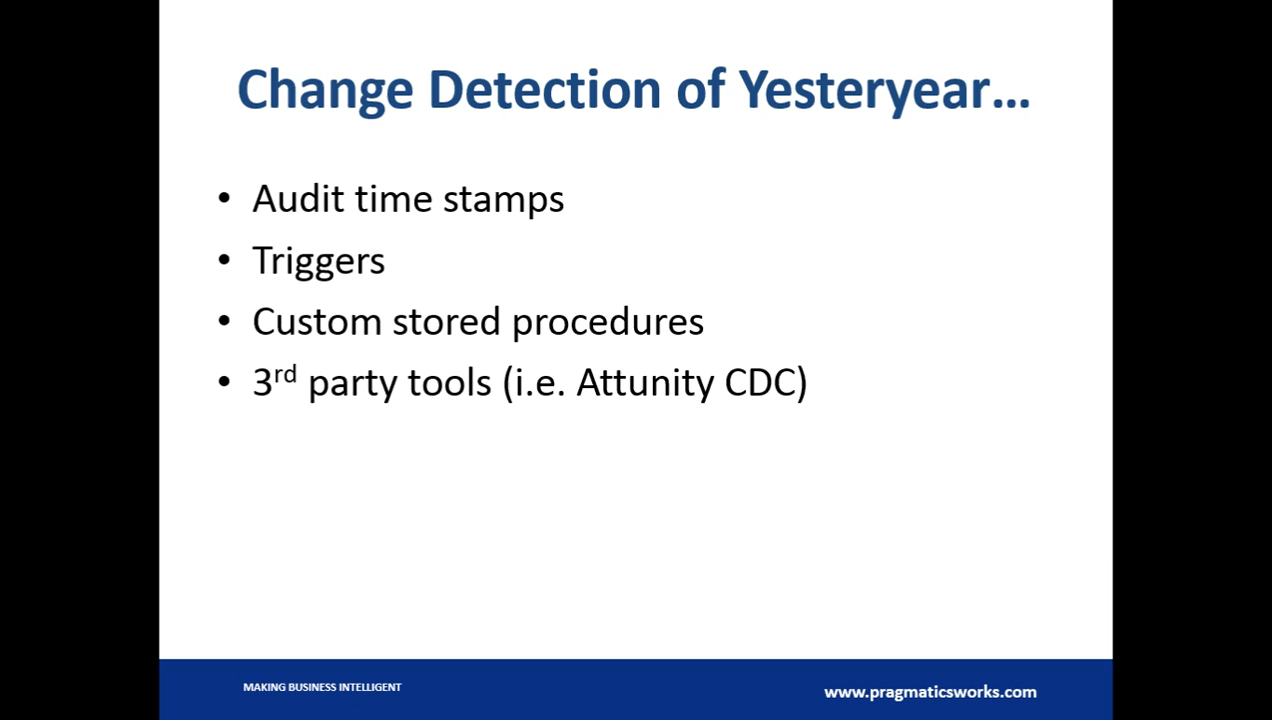 Change Detection of Yesteryear...
• Audit time stamps
• Triggers
• Custom stored procedures
• 3rd party tools (i.e. Attunity CDC)
MAKING BUSINESS INTELLIGENT
www.pragmaticsworks.com